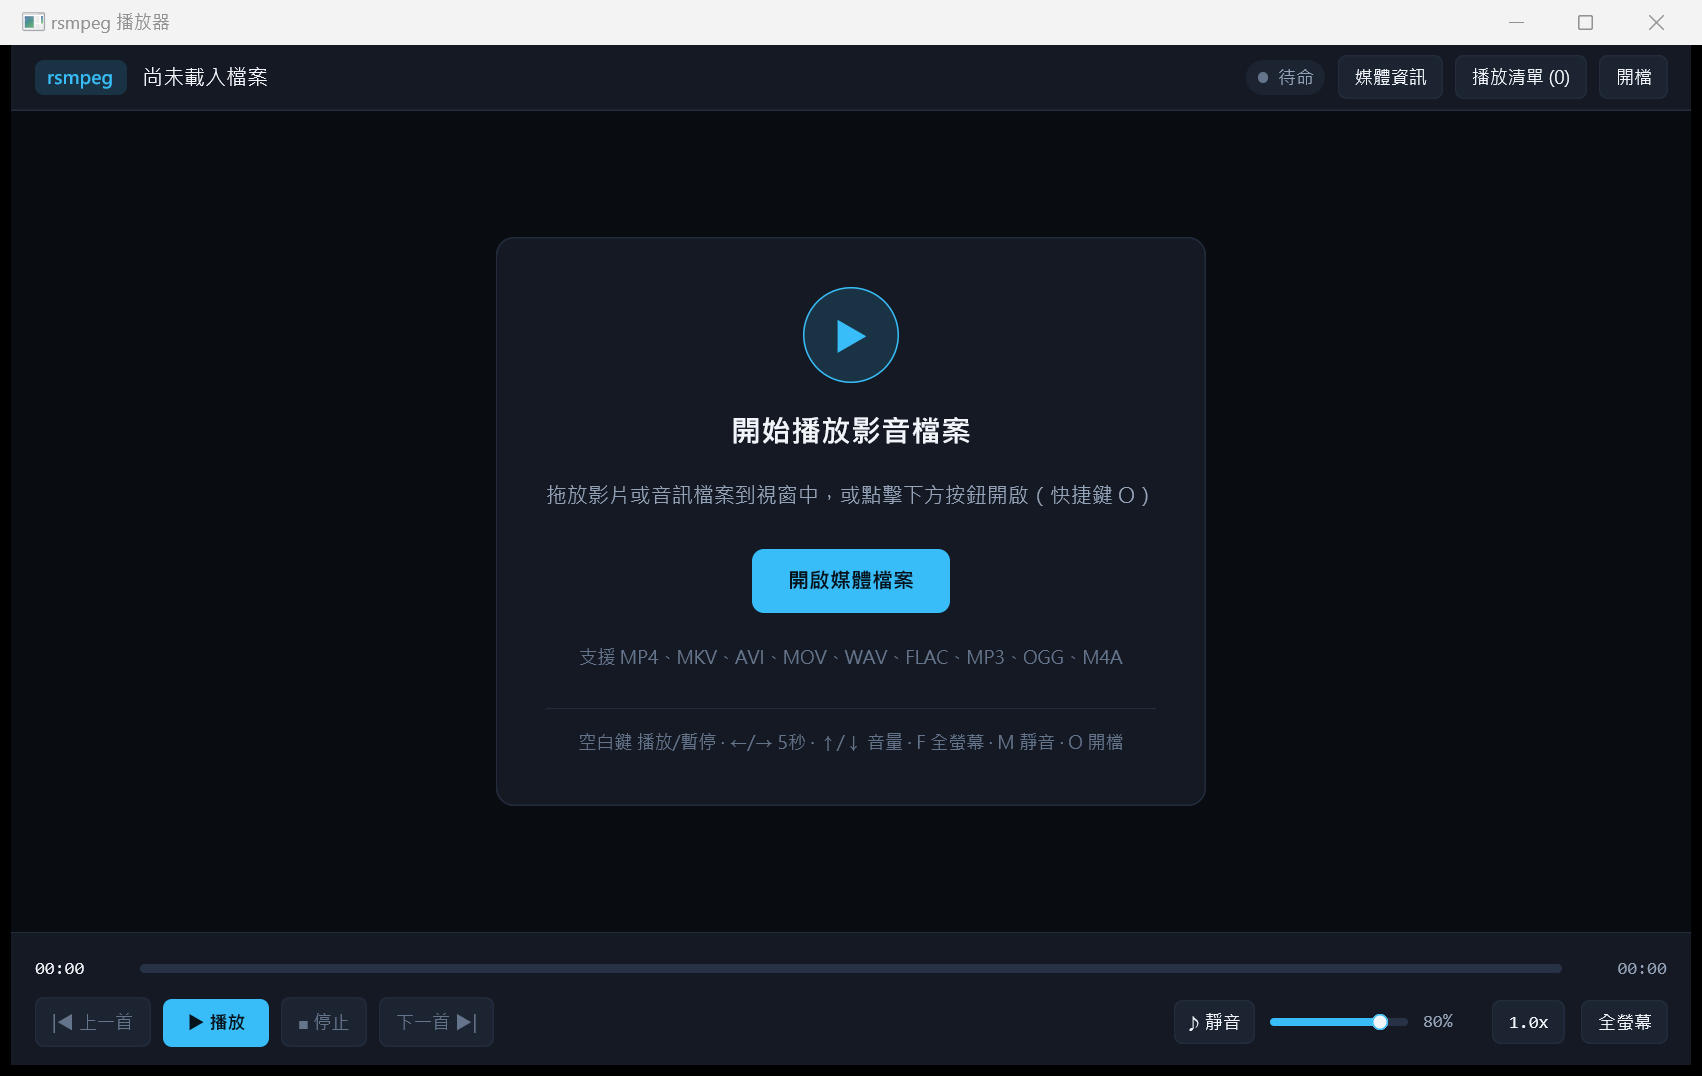 rsmpeg 播放器
rsmpeg 尚未載入檔案 待命 媒體資訊 播放清單 (0) 開檔
開始播放影音檔案
拖放影片或音訊檔案到視窗中，或點擊下方按鈕開啟（快捷鍵 O）
開啟媒體檔案
支援 MP4、MKV、AVI、MOV、WAV、FLAC、MP3、OGG、M4A
空白鍵 播放/暫停 · ←/→ 5秒 · ↑/↓ 音量 · F 全螢幕 · M 靜音 · O 開檔
00:00 00:00
|◀ 上一首 ▶ 播放 ■ 停止 下一首 ▶| ♪ 靜音 80% 1.0x 全螢幕